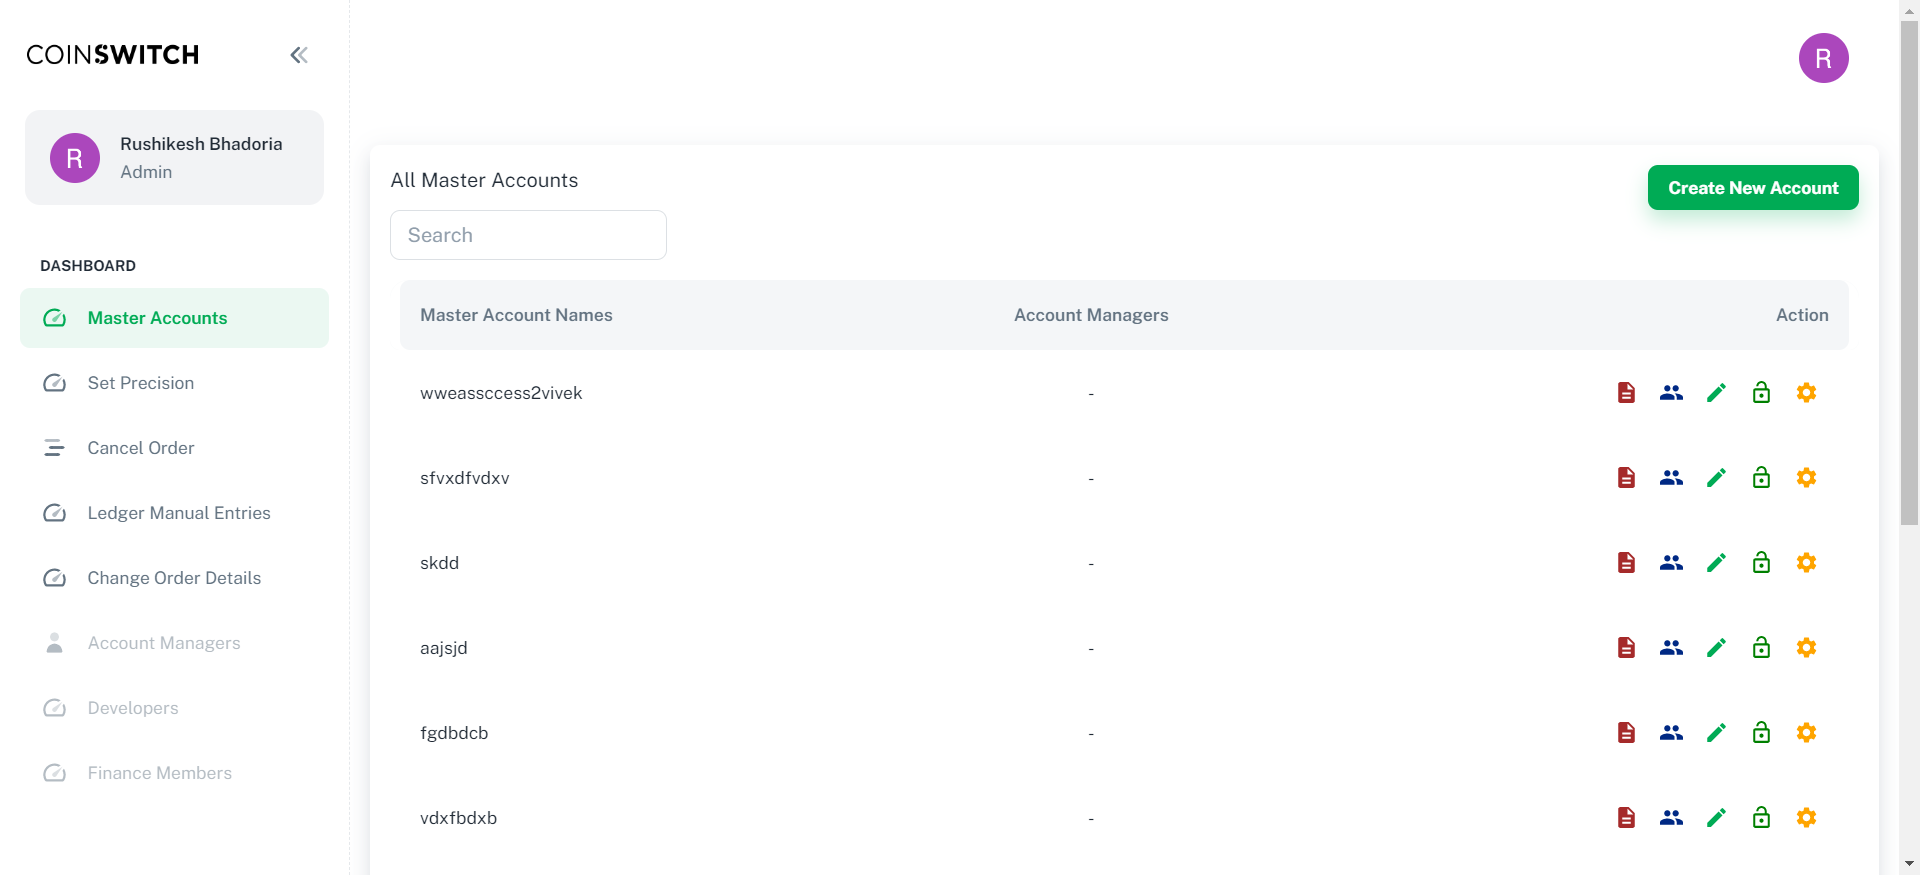 COINSWITCH
R
R
Rushikesh Bhadoria
Admin
DASHBOARD
Master Accounts
Set Precision
Cancel Order
Ledger Manual Entries
Change Order Details
Account Managers
Developers
Finance Members
All Master Accounts
Create New Account
Search
Master Account Names Account Managers Action
wweassccess2vivek -
sfvxdfvdxv -
skdd -
aajsjd -
fgdbdcb -
vdxfbdxb -